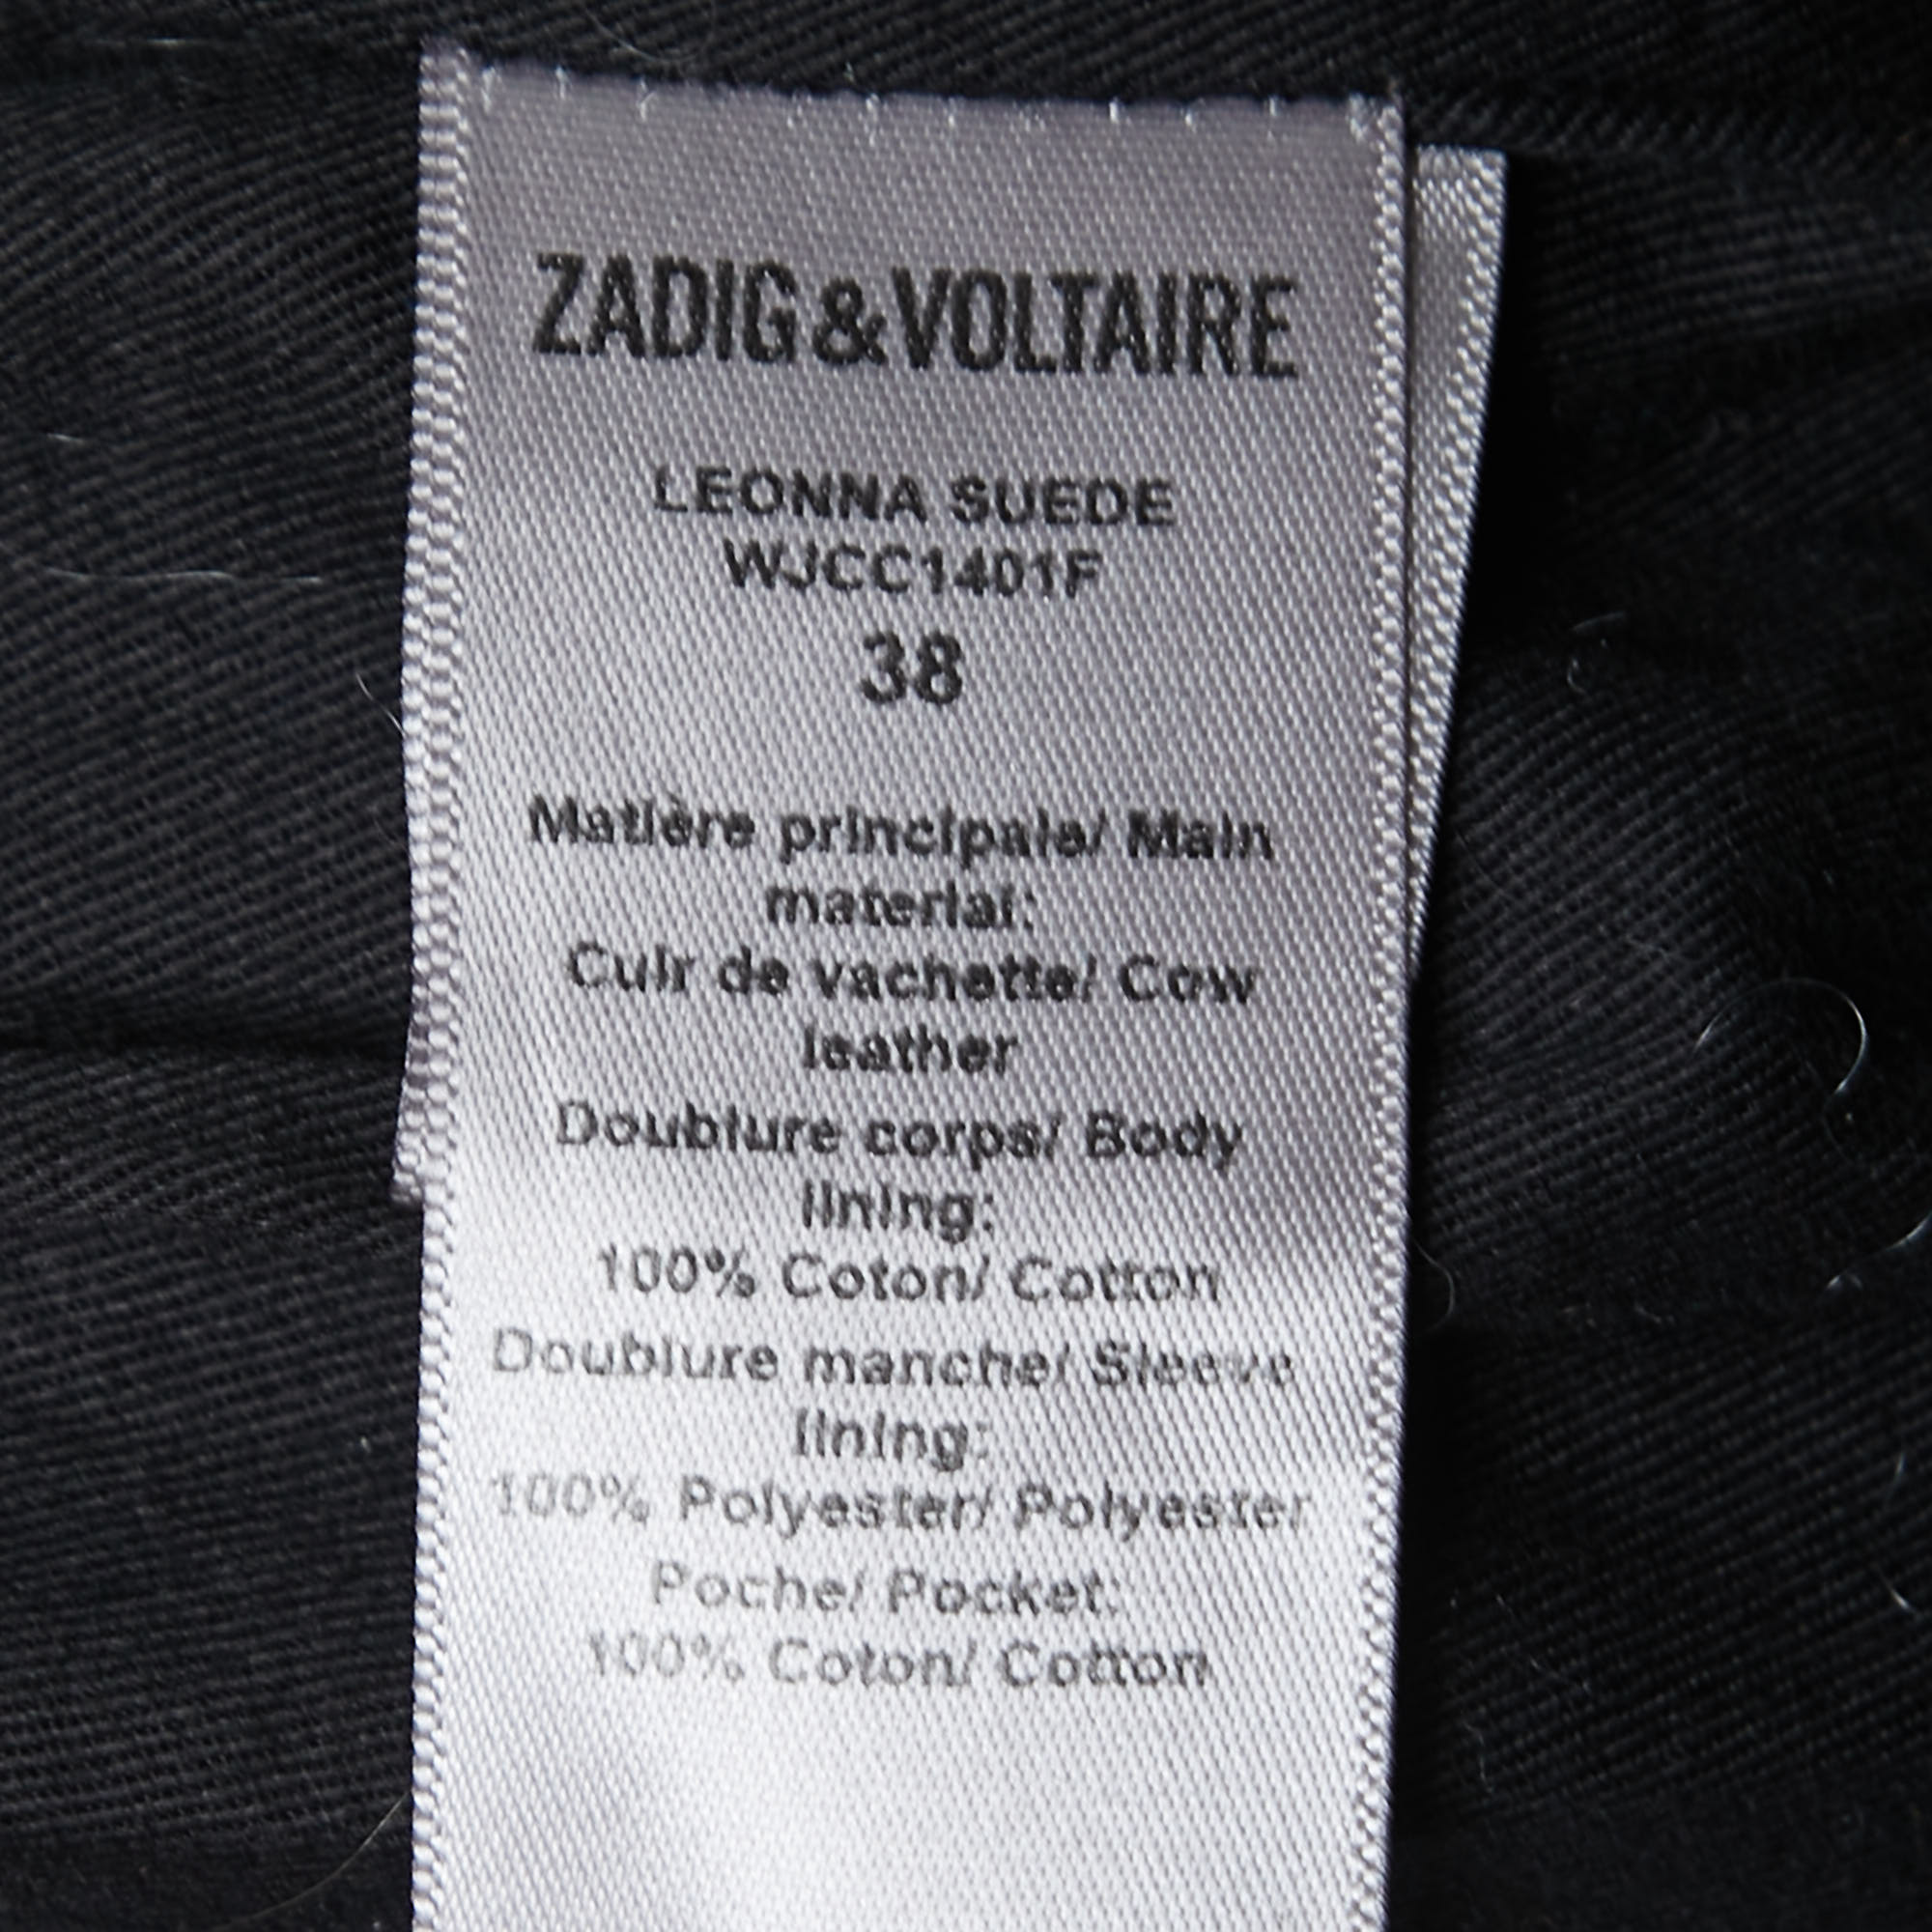 ZADIG&VOLTAIRE
LEONNA SUEDE
WJCC1401F
38
Matière principale/ Main
material:
Cuir de vachette/ Cow
leather
Doublure corps/ Body
lining:
100% Coton/ Cotton
Doublure manche/ Sleeve
lining:
100% Polyester/ Polyester
Poche/ Pocket:
100% Coton/ Cotton